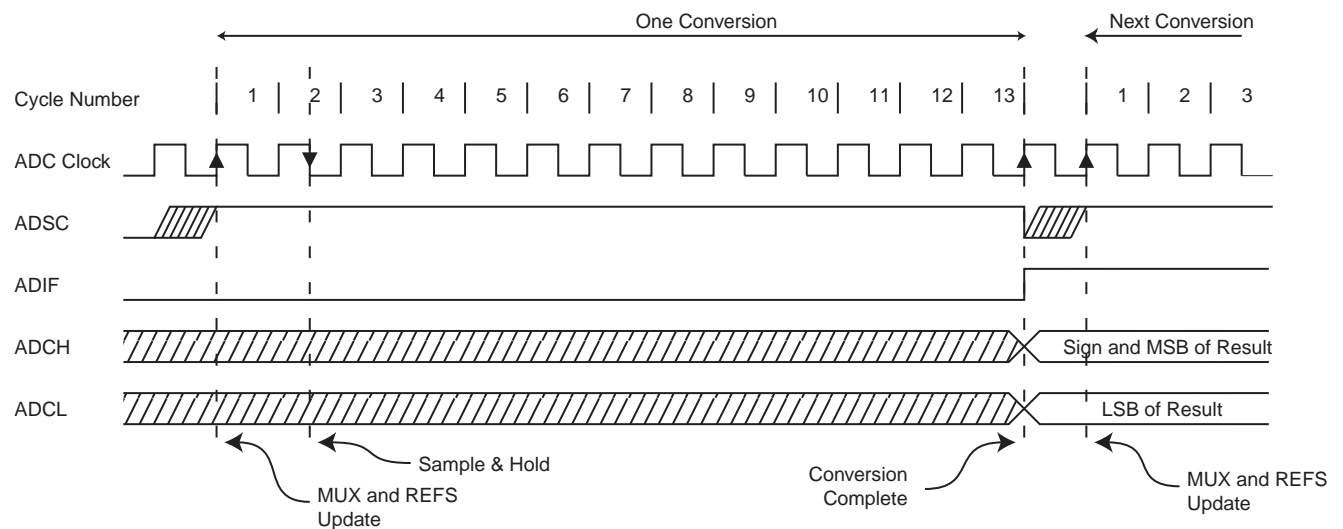 One Conversion
Next Conversion
Cycle Number
1 2 3 4 5 6 7 8 9 10 11 12 13 1 2 3
ADC Clock
ADSC
ADIF
ADCH
Sign and MSB of Result
ADCL
LSB of Result
Sample & Hold
MUX and REFS
Update
Conversion
Complete
MUX and REFS
Update